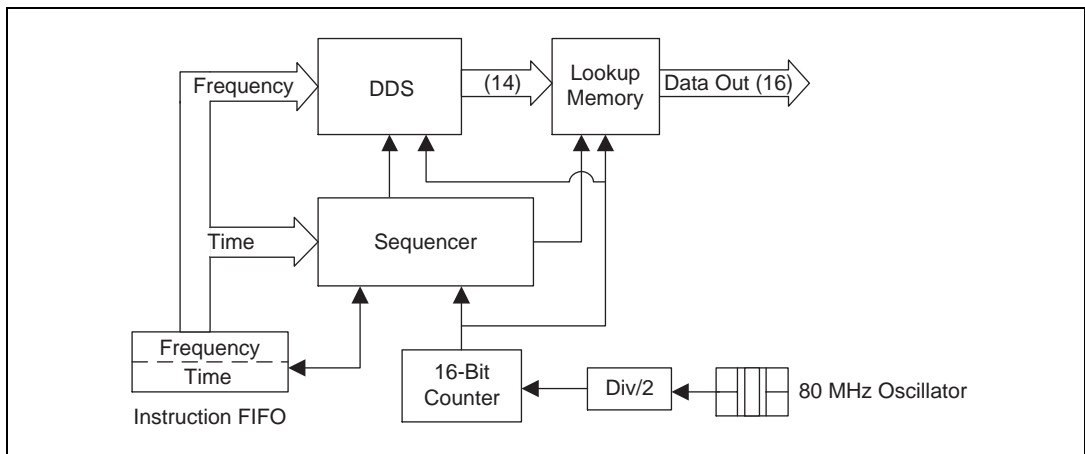 Frequency
DDS
(14)
Lookup
Memory
Data Out (16)
Time
Sequencer
Frequency
Time
Instruction FIFO
16-Bit
Counter
Div/2
80 MHz Oscillator